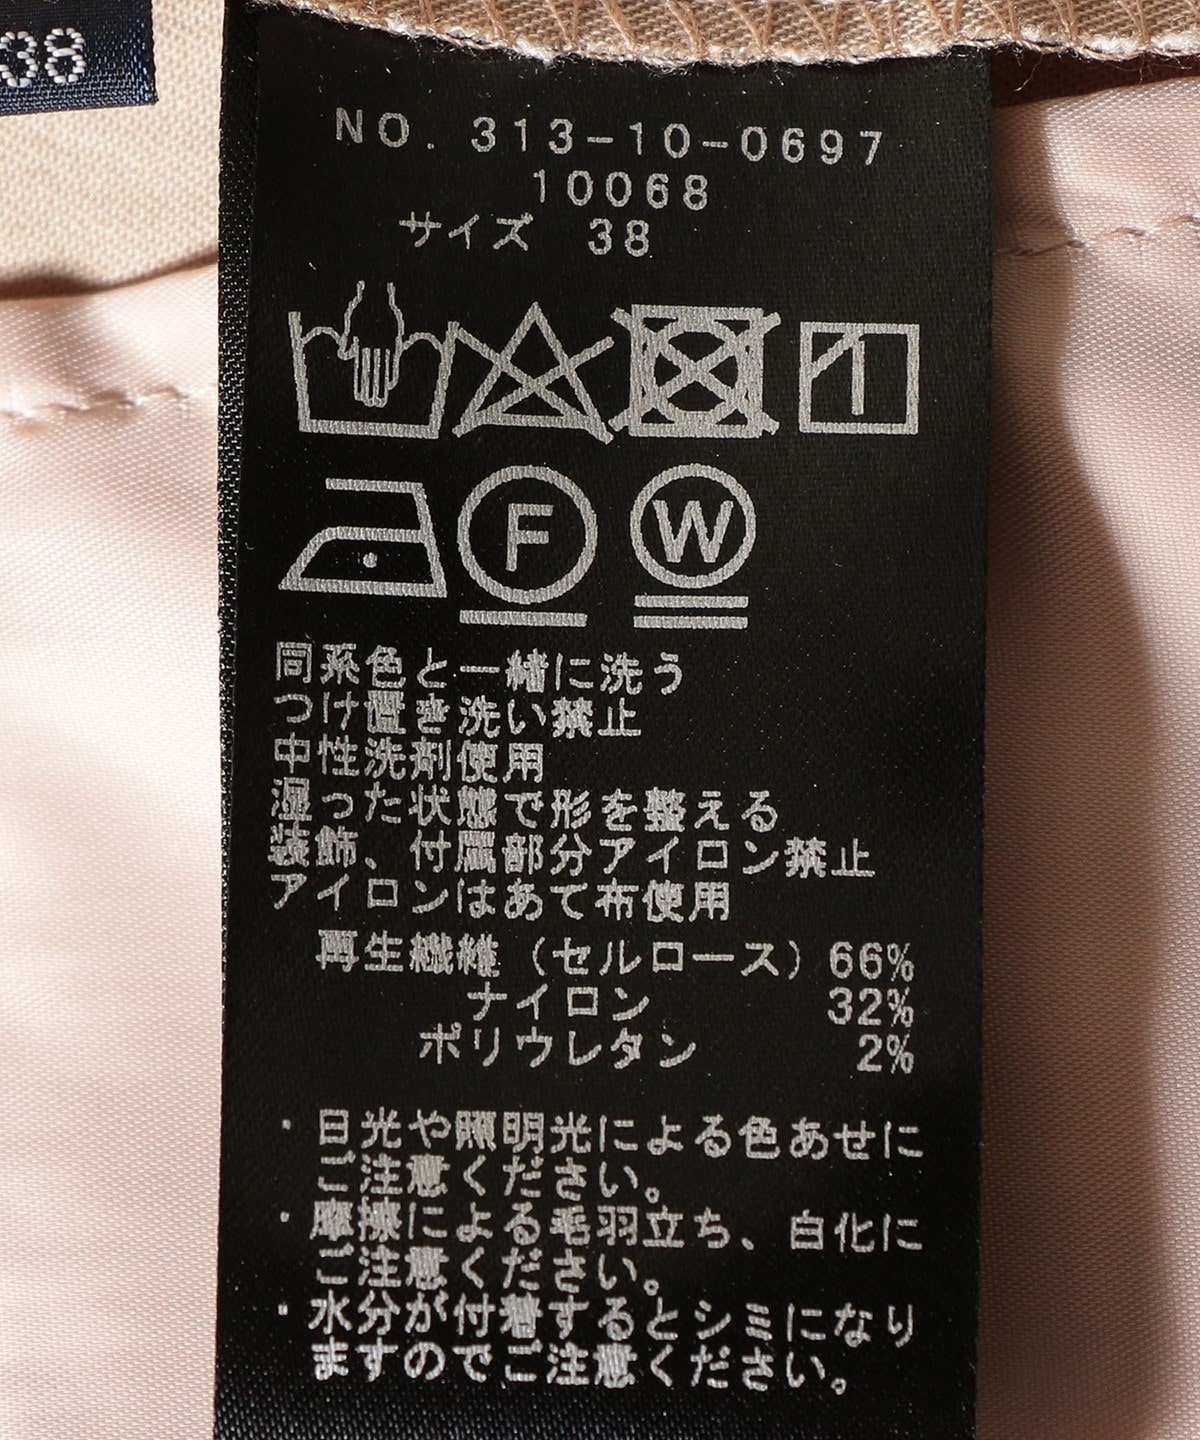 38
NO. 313-10-0697
10068
サイズ 38
F W
同系色と一緒に洗う
つけ置き洗い禁止
中性洗剤使用
湿った状態で形を整える
装飾、付属部分アイロン禁止
アイロンはあて布使用
再生繊維(セルロース) 66%
ナイロン 32%
ポリウレタン 2%
・日光や照明光による色あせに
ご注意ください。
・摩擦による毛羽立ち、白化に
ご注意ください。
・水分が付着するとシミになり
ますのでご注意ください。